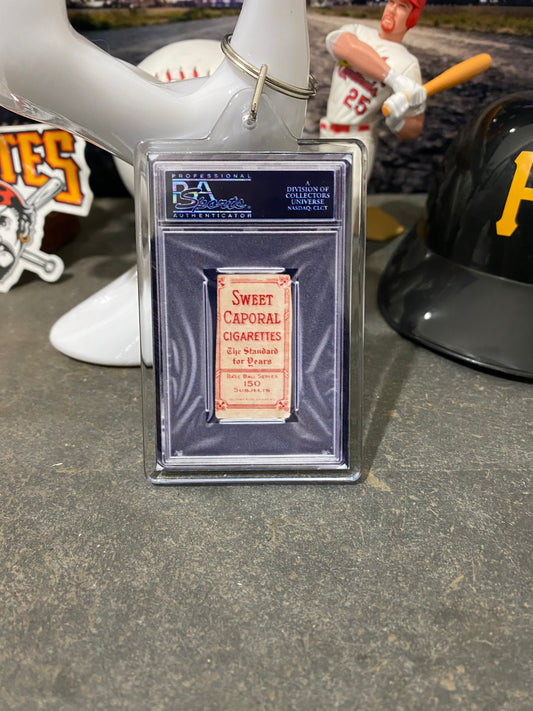 PROFESSIONAL
PSA
Sports
AUTHENTICATOR
A
DIVISION OF
COLLECTORS
UNIVERSE
NASDAQ: CLCT
SWEET
CAPORAL
CIGARETTES
The Standard
for Years
BASE BALL SERIES
150
SUBJECTS
TES
25
P